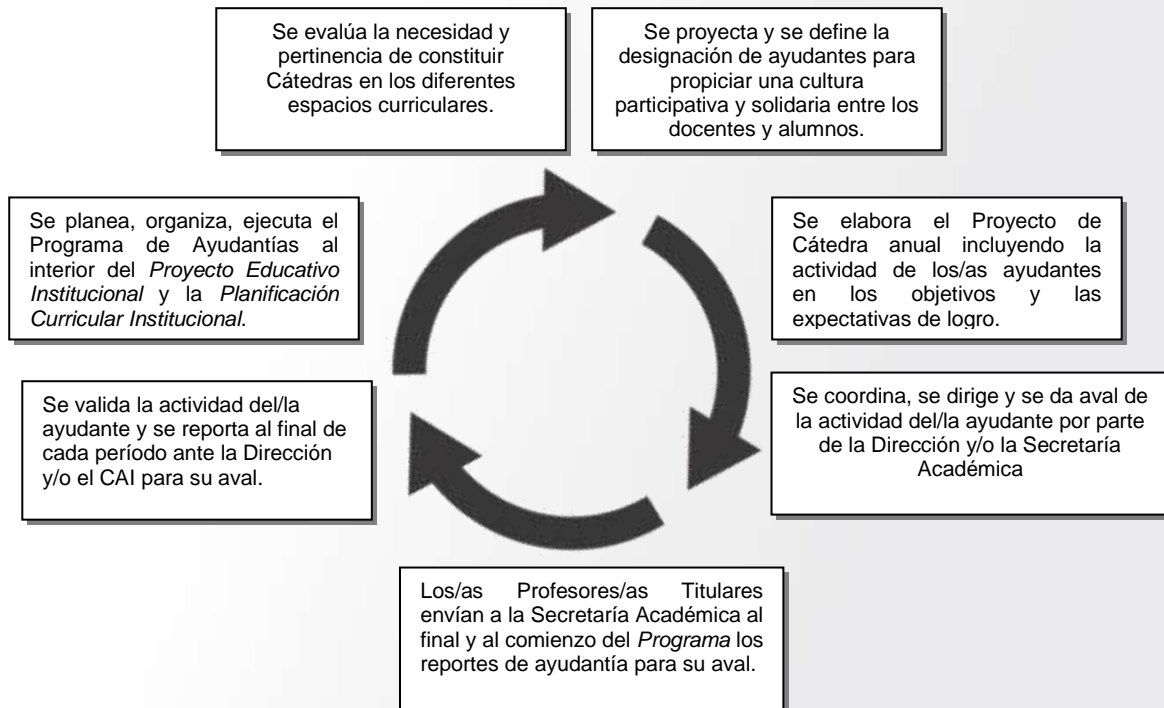 Se evalúa la necesidad y
pertinencia de constituir
Cátedras en los diferentes
espacios curriculares.
Se proyecta y se define la
designación de ayudantes para
propiciar una cultura
participativa y solidaria entre los
docentes y alumnos.
Se planea, organiza, ejecuta el
Programa de Ayudantías al
interior del Proyecto Educativo
Institucional y la Planificación
Curricular Institucional.
Se elabora el Proyecto de
Cátedra anual incluyendo la
actividad de los/as ayudantes
en los objetivos y las
expectativas de logro.
Se valida la actividad del/la
ayudante y se reporta al final de
cada período ante la Dirección
y/o el CAI para su aval.
Se coordina, se dirige y se da aval de
la actividad del/la ayudante por parte
de la Dirección y/o la Secretaría
Académica
Los/as Profesores/as Titulares
envían a la Secretaría Académica al
final y al comienzo del Programa los
reportes de ayudantía para su aval.